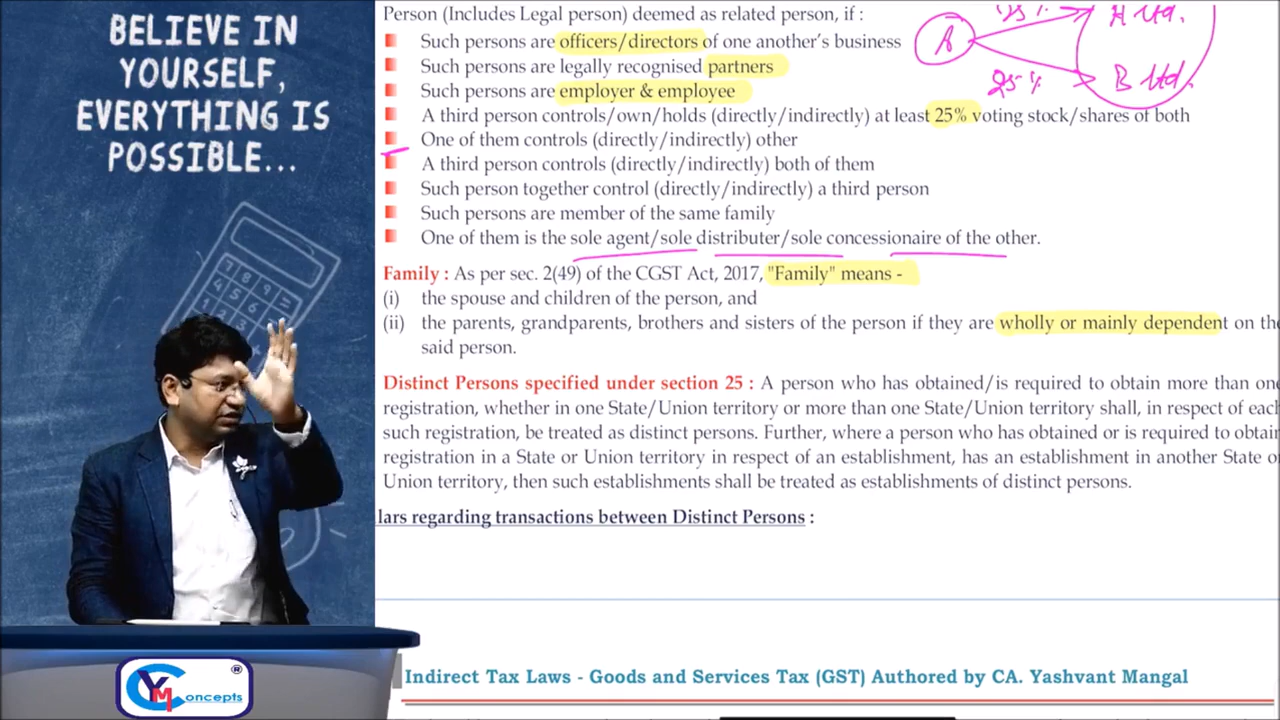 BELIEVE IN
YOURSELF,
EVERYTHING IS
POSSIBLE...
Person (Includes Legal person) deemed as related person, if :
Such persons are officers/directors of one another's business
Such persons are legally recognised partners
Such persons are employer & employee
A third person controls/own/holds (directly/indirectly) at least 25% voting stock/shares of both
One of them controls (directly/indirectly) other
A third person controls (directly/indirectly) both of them
Such person together control (directly/indirectly) a third person
Such persons are member of the same family
One of them is the sole agent/sole distributer/sole concessionaire of the other.
A
25%
25%
A Ltd.
B Ltd.
Family : As per sec. 2(49) of the CGST Act, 2017, "Family" means -
(i) the spouse and children of the person, and
(ii) the parents, grandparents, brothers and sisters of the person if they are wholly or mainly dependent on the
said person.
Distinct Persons specified under section 25 : A person who has obtained/is required to obtain more than one
registration, whether in one State/Union territory or more than one State/Union territory shall, in respect of each
such registration, be treated as distinct persons. Further, where a person who has obtained or is required to obtain
registration in a State or Union territory in respect of an establishment, has an establishment in another State or
Union territory, then such establishments shall be treated as establishments of distinct persons.
lars regarding transactions between Distinct Persons :
YM Concepts ®
Indirect Tax Laws - Goods and Services Tax (GST) Authored by CA. Yashvant Mangal